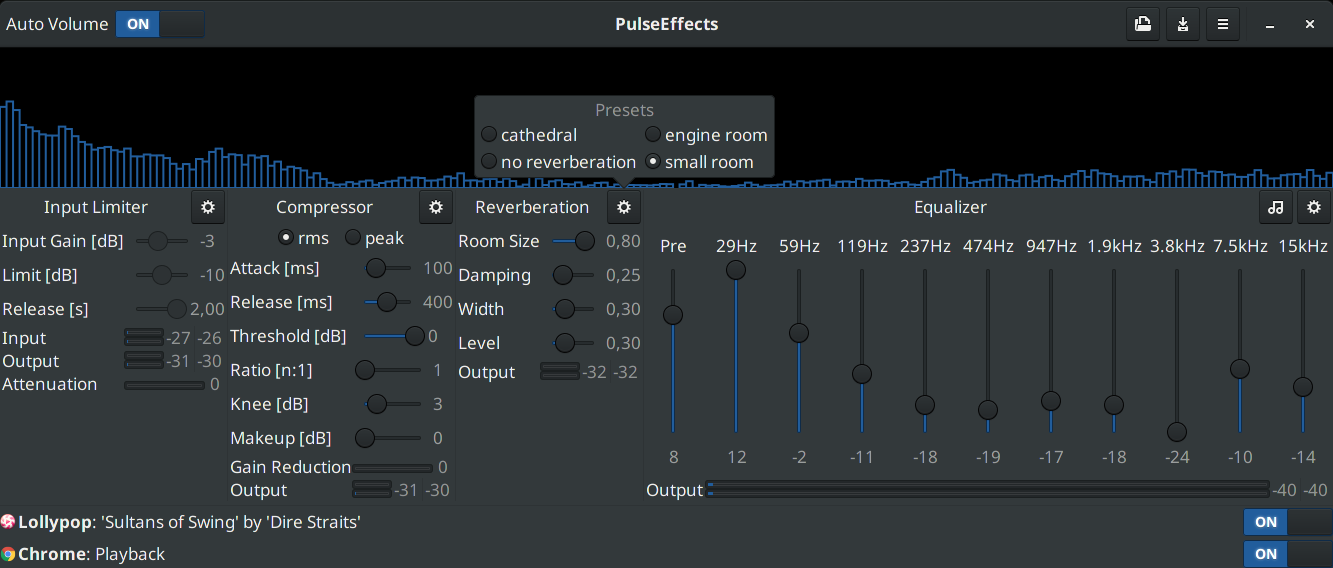 Auto Volume ON PulseEffects
Presets
cathedral engine room
no reverberation small room
Input Limiter
Input Gain [dB] -3
Limit [dB] -10
Release [s] 2,00
Input -27 -26
Output -31 -30
Attenuation 0
Compressor
rms peak
Attack [ms] 100
Release [ms] 400
Threshold [dB] 0
Ratio [n:1] 1
Knee [dB] 3
Makeup [dB] 0
Gain Reduction 0
Output -31 -30
Reverberation
Room Size 0,80
Damping 0,25
Width 0,30
Level 0,30
Output -32 -32
Equalizer
Pre 29Hz 59Hz 119Hz 237Hz 474Hz 947Hz 1.9kHz 3.8kHz 7.5kHz 15kHz
8 12 -2 -11 -18 -19 -17 -18 -24 -10 -14
Output -40 -40
Lollypop: 'Sultans of Swing' by 'Dire Straits' ON
Chrome: Playback ON